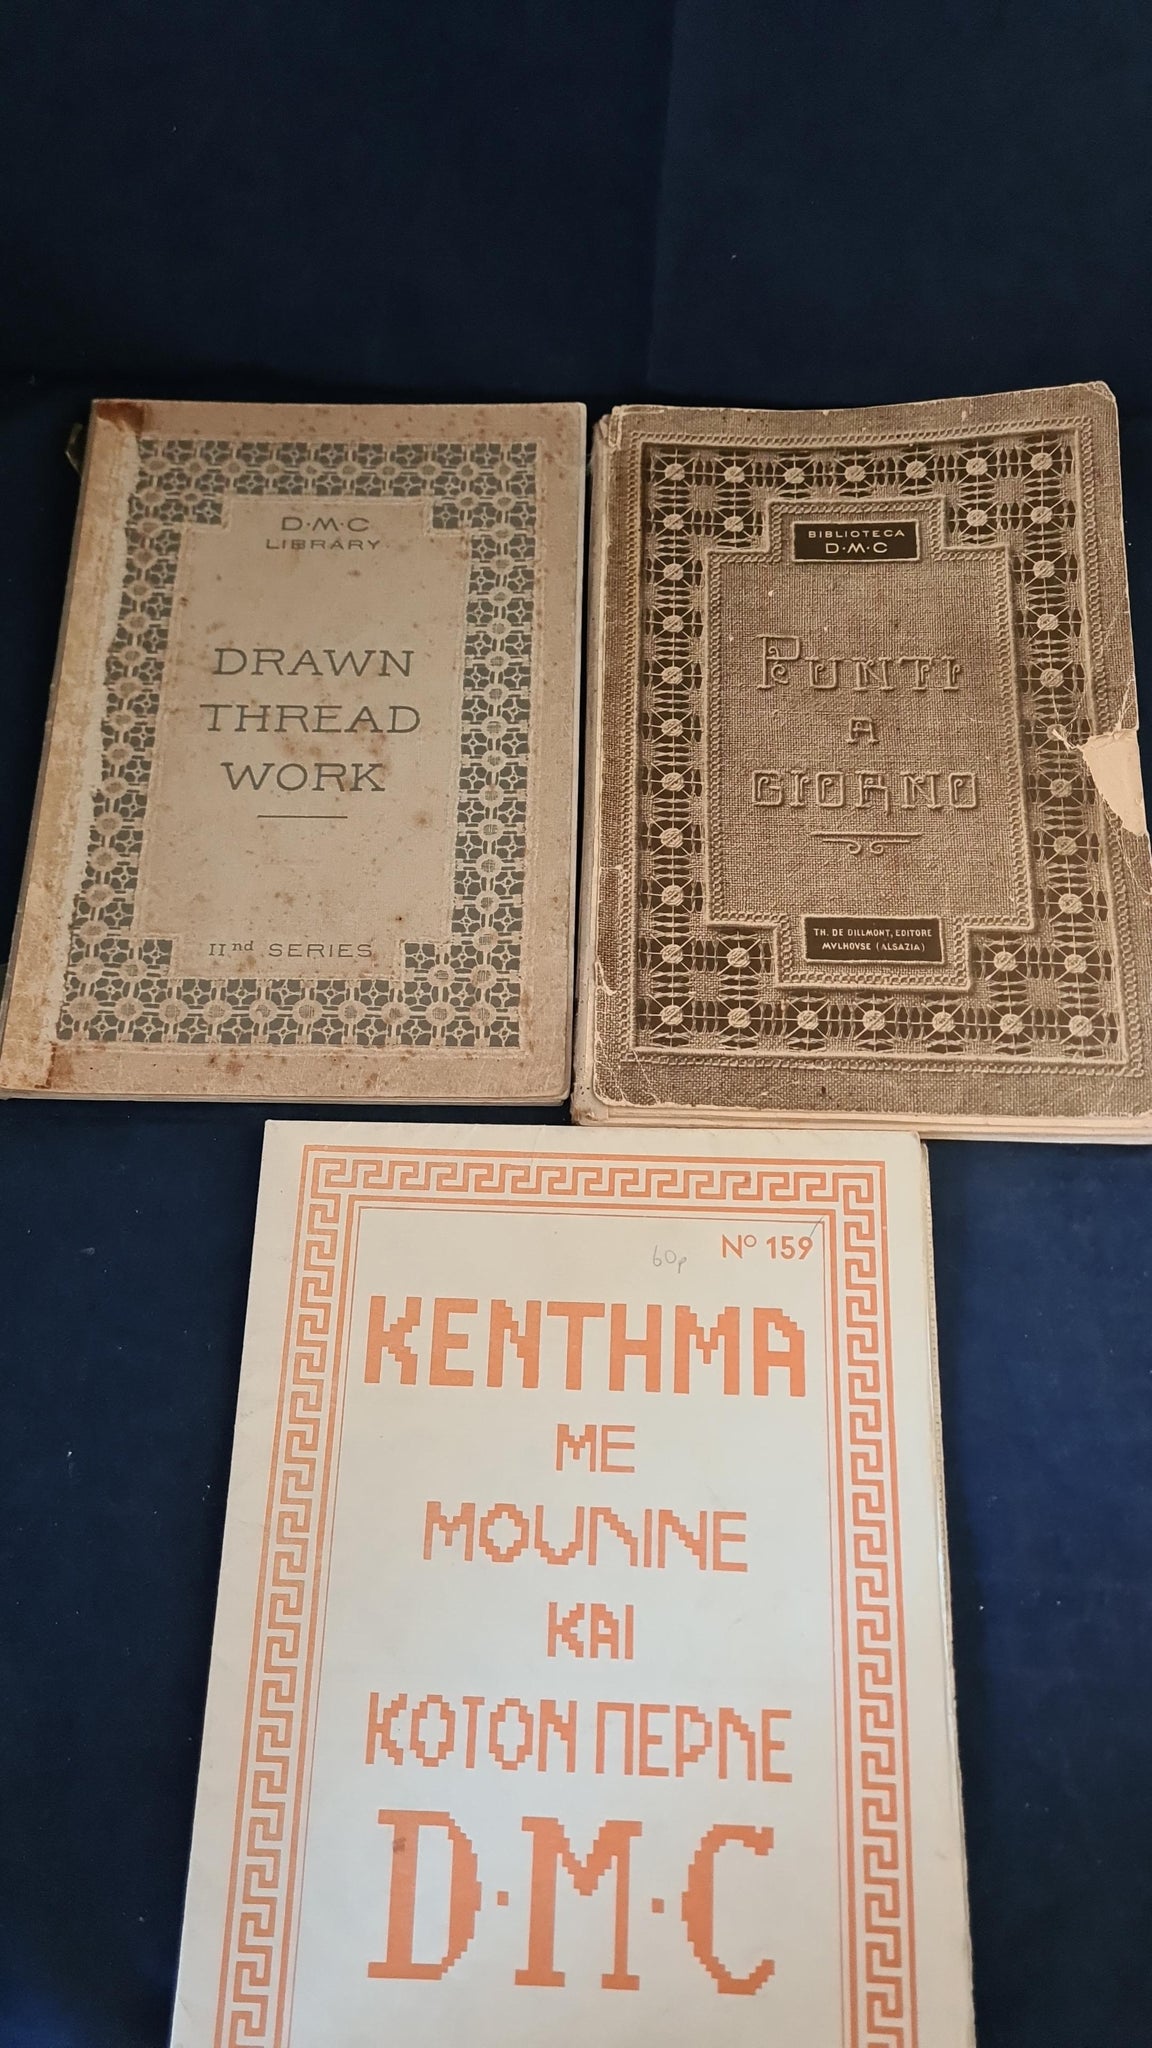 D·M·C
LIBRARY
DRAWN
THREAD
WORK
IInd SERIES
BIBLIOTECA
D·M·C
PUNTI
A
GIORNO
TH. DE DILLMONT, EDITORE
MVLHOVSE (ALSAZIA)
60p
Nº 159
ΚΕΝΤΗΜΑ
ΜΕ
ΜΟΥΛΙΝΕ
ΚΑΙ
ΚΟΤΟΝ ΠΕΡΛΕ
D·M·C